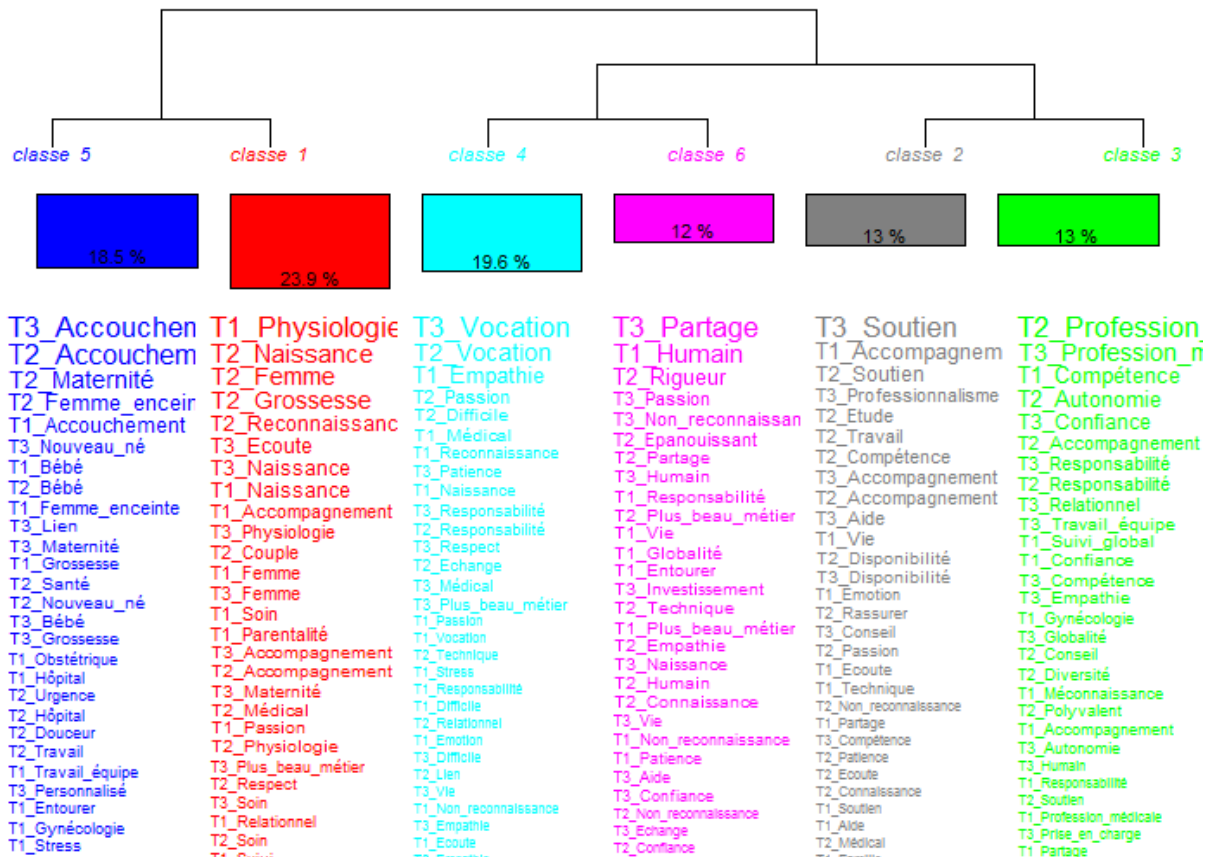 classe 5
classe 1
classe 4
classe 6
classe 2
classe 3
18.5 %
23.9 %
19.6 %
12 %
13 %
13 %
T3_Accouchen
T2_Accouchem
T2_Maternité
T2_Femme_enceir
T1_Accouchement
T3_Nouveau_né
T1_Bébé
T2_Bébé
T1_Femme_enceinte
T3_Lien
T3_Maternité
T1_Grossesse
T2_Santé
T2_Nouveau_né
T3_Bébé
T3_Grossesse
T1_Obstétrique
T1_Hôpital
T2_Urgence
T2_Hôpital
T2_Douceur
T2_Travail
T1_Travail_équipe
T3_Personnalisé
T1_Entourer
T1_Gynécologie
T1_Stress
T1_Physiologie
T2_Naissance
T2_Femme
T2_Grossesse
T2_Reconnaissanc
T3_Ecoute
T3_Naissance
T1_Naissance
T1_Accompagnement
T3_Physiologie
T2_Couple
T1_Femme
T3_Femme
T1_Soin
T1_Parentalité
T3_Accompagnement
T2_Accompagnement
T3_Maternité
T2_Médical
T1_Passion
T2_Physiologie
T3_Plus_beau_métier
T2_Respect
T3_Soin
T1_Relationnel
T2_Soin
T1_Suivi
T3_Vocation
T2_Vocation
T1_Empathie
T2_Passion
T2_Difficile
T1_Médical
T1_Reconnaissance
T3_Patience
T1_Naissance
T3_Responsabilité
T2_Responsabilité
T3_Respect
T2_Echange
T3_Médical
T3_Plus_beau_métier
T1_Passion
T1_Vocation
T2_Technique
T1_Stress
T1_Responsabilité
T1_Difficile
T2_Relationnel
T1_Emotion
T3_Difficile
T2_Lien
T3_Vie
T1_Non_reconnaissance
T3_Empathie
T1_Ecoute
T2_Empathie
T3_Partage
T1_Humain
T2_Rigueur
T3_Passion
T3_Non_reconnaissan
T2_Epanouissant
T2_Partage
T3_Humain
T1_Responsabilité
T2_Plus_beau_métier
T1_Vie
T1_Globalité
T1_Entourer
T3_Investissement
T2_Technique
T1_Plus_beau_métier
T2_Empathie
T3_Naissance
T2_Humain
T2_Connaissance
T3_Vie
T1_Non_reconnaissance
T1_Patience
T3_Aide
T3_Confiance
T2_Non_reconnaissance
T3_Echange
T2_Confiance
T3_Soutien
T1_Accompagnem
T2_Soutien
T3_Professionnalisme
T2_Etude
T2_Travail
T2_Compétence
T3_Accompagnement
T2_Accompagnement
T3_Aide
T1_Vie
T2_Disponibilité
T3_Disponibilité
T1_Emotion
T2_Rassurer
T3_Conseil
T2_Passion
T1_Ecoute
T1_Technique
T2_Non_reconnaissance
T1_Partage
T3_Compétence
T2_Patience
T2_Ecoute
T2_Connaissance
T1_Soutien
T1_Aide
T2_Médical
T1_Famille
T2_Profession_
T3_Profession_m
T1_Compétence
T2_Autonomie
T3_Confiance
T2_Accompagnement
T3_Responsabilité
T2_Responsabilité
T3_Relationnel
T3_Travail_équipe
T1_Suivi_global
T1_Confiance
T3_Compétence
T3_Empathie
T1_Gynécologie
T3_Globalité
T2_Conseil
T2_Diversité
T1_Méconnaissance
T2_Polyvalent
T1_Accompagnement
T3_Autonomie
T3_Humain
T1_Responsabilité
T2_Soutien
T1_Profession_médicale
T3_Prise_en_charge
T1_Partage